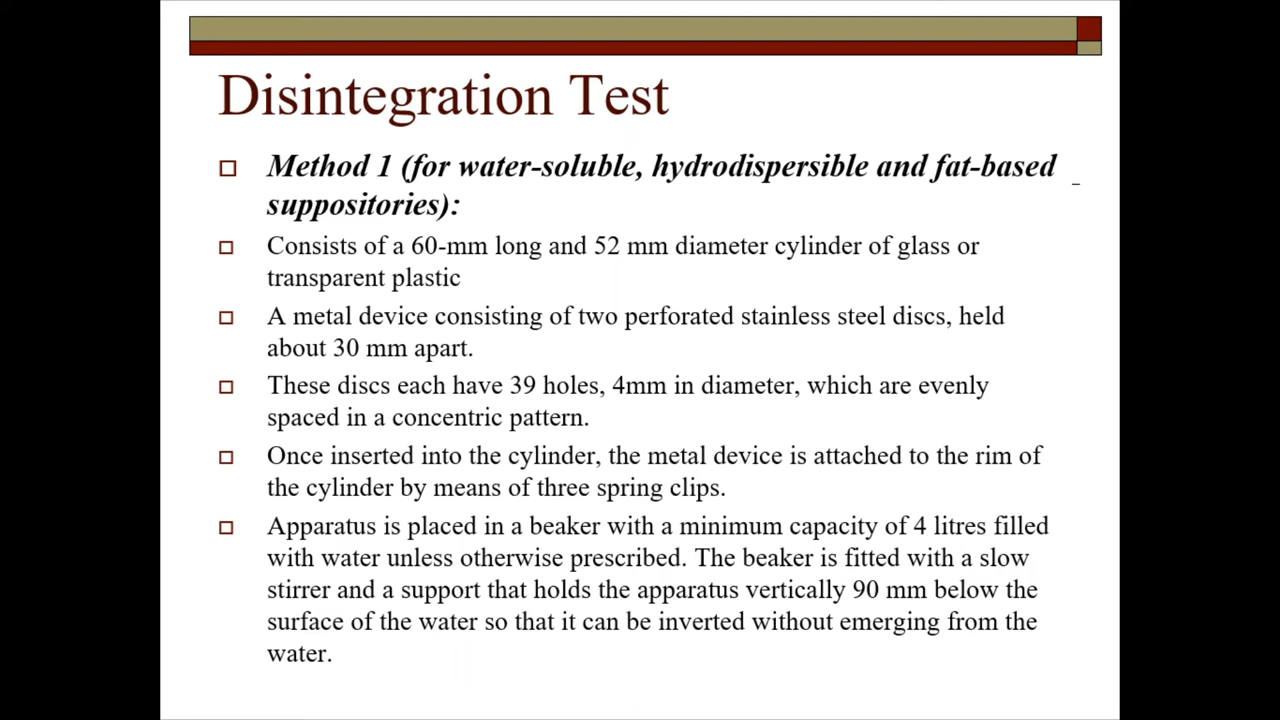 Disintegration Test
Method 1 (for water-soluble, hydrodispersible and fat-based
suppositories):
Consists of a 60-mm long and 52 mm diameter cylinder of glass or
transparent plastic
A metal device consisting of two perforated stainless steel discs, held
about 30 mm apart.
These discs each have 39 holes, 4mm in diameter, which are evenly
spaced in a concentric pattern.
Once inserted into the cylinder, the metal device is attached to the rim of
the cylinder by means of three spring clips.
Apparatus is placed in a beaker with a minimum capacity of 4 litres filled
with water unless otherwise prescribed. The beaker is fitted with a slow
stirrer and a support that holds the apparatus vertically 90 mm below the
surface of the water so that it can be inverted without emerging from the
water.